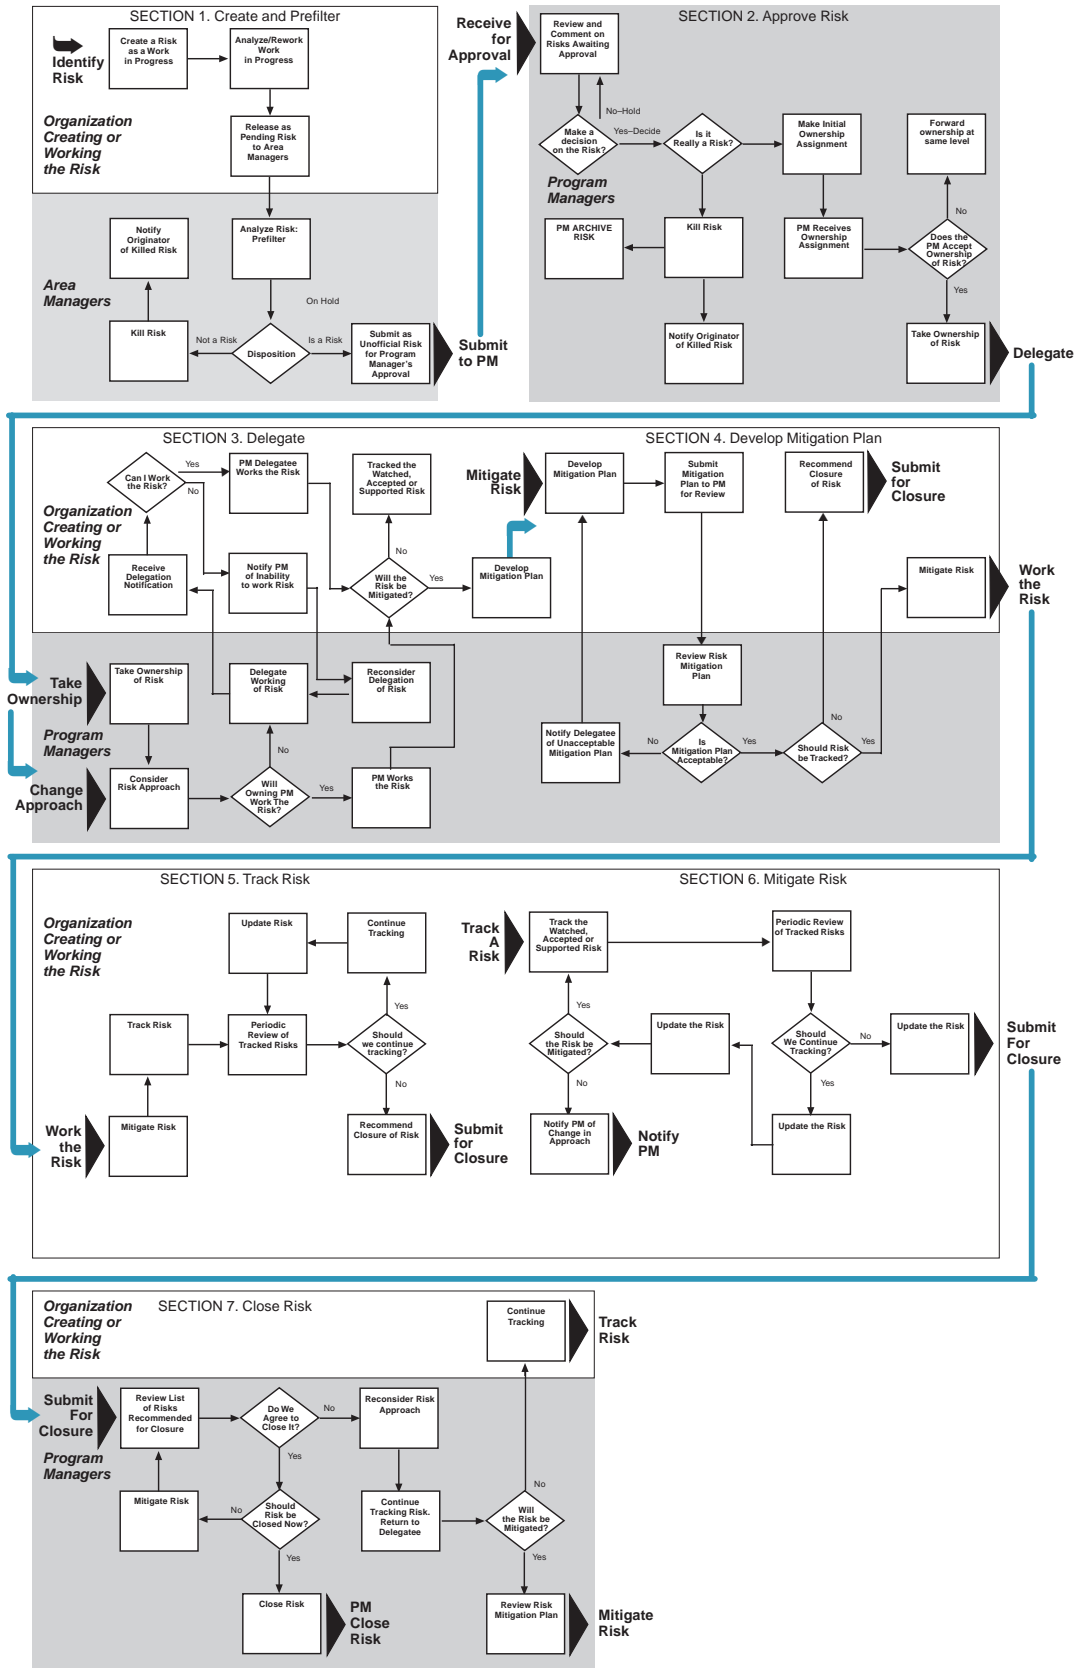 SECTION 1. Create and Prefilter
Identify
Risk
Create a Risk
as a Work
in Progress
Analyze/Rework
Work
in Progress
Organization
Creating or
Working
the Risk
Release as
Pending Risk
to Area
Managers
Notify
Originator
of Killed Risk
Analyze Risk:
Prefilter
Area
Managers
On Hold
Kill Risk
Not a Risk
Disposition
Is a Risk
Submit as
Unofficial Risk
for Program
Manager's
Approval
Submit
to PM
SECTION 2. Approve Risk
Receive
for
Approval
Review and
Comment on
Risks Awaiting
Approval
No–Hold
Make a
decision
on the Risk?
Yes–Decide
Is it
Really a Risk?
Make Initial
Ownership
Assignment
Forward
ownership at
same level
Program
Managers
No
PM ARCHIVE
RISK
Kill Risk
PM Receives
Ownership
Assignment
Does the
PM Accept
Ownership
of Risk?
Yes
Notify Originator
of Killed Risk
Take Ownership
of Risk
Delegate
SECTION 3. Delegate
Can I Work
the Risk?
Yes
No
PM Delegatee
Works the Risk
Tracked the
Watched,
Accepted or
Supported Risk
Organization
Creating or
Working
the Risk
No
Receive
Delegation
Notification
Notify PM
of Inability
to work Risk
Will the
Risk be
Mitigated?
Yes
Develop
Mitigation Plan
Take
Ownership
Take Ownership
of Risk
Delegate
Working
of Risk
Reconsider
Delegation
of Risk
Program
Managers
No
Change
Approach
Consider
Risk Approach
Will
Owning PM
Work The
Risk?
Yes
PM Works
the Risk
SECTION 4. Develop Mitigation Plan
Mitigate
Risk
Develop
Mitigation Plan
Submit
Mitigation
Plan to PM
for Review
Recommend
Closure
of Risk
Submit
for
Closure
Mitigate Risk
Work
the
Risk
Review Risk
Mitigation
Plan
No
Notify Delegatee
of Unacceptable
Mitigation Plan
No
Is
Mitigation Plan
Acceptable?
Yes
Should Risk
be Tracked?
Yes
SECTION 5. Track Risk
Organization
Creating or
Working
the Risk
Update Risk
Continue
Tracking
Yes
Track Risk
Periodic
Review of
Tracked Risks
Should
we continue
tracking?
No
Work
the
Risk
Mitigate Risk
Recommend
Closure of Risk
Submit
for
Closure
SECTION 6. Mitigate Risk
Track
A
Risk
Track the
Watched,
Accepted or
Supported Risk
Periodic Review
of Tracked Risks
Yes
Should
the Risk be
Mitigated?
Update the Risk
Should
We Continue
Tracking?
No
Update the Risk
Submit
For
Closure
No
Yes
Notify PM of
Change in
Approach
Notify
PM
Update the Risk
Organization
Creating or
Working
the Risk
SECTION 7. Close Risk
Continue
Tracking
Track
Risk
Submit
For
Closure
Review List
of Risks
Recommended
for Closure
Do We
Agree to
Close It?
No
Reconsider Risk
Approach
Program
Managers
Yes
No
Mitigate Risk
No
Should
Risk be
Closed Now?
Continue
Tracking Risk.
Return to
Delegatee
Will
the Risk be
Mitigated?
Yes
Yes
Close Risk
PM
Close
Risk
Review Risk
Mitigation Plan
Mitigate
Risk